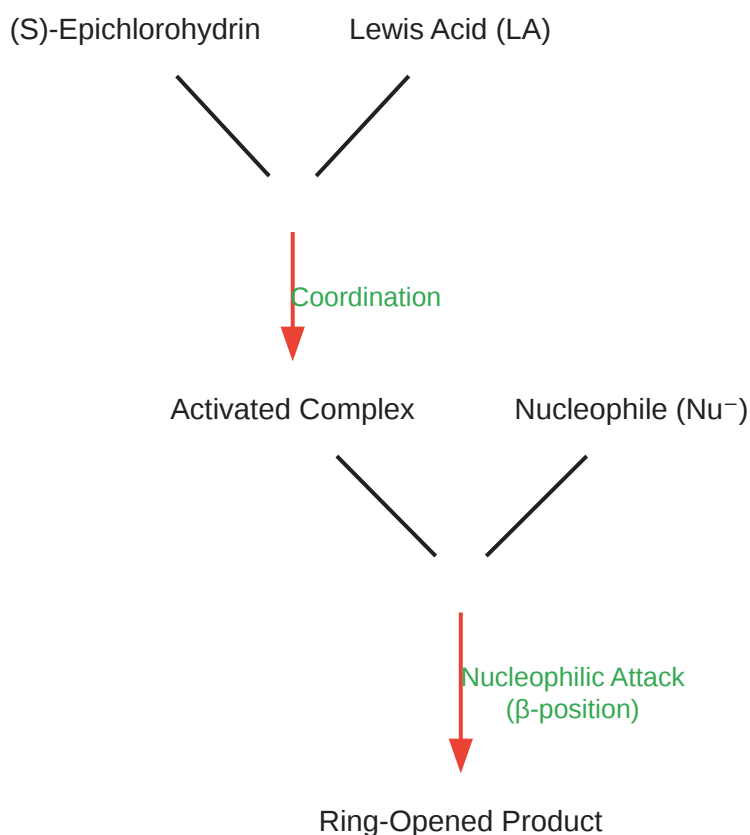 (S)-Epichlorohydrin
Lewis Acid (LA)
Coordination
Activated Complex
Nucleophile (Nu⁻)
Nucleophilic Attack
(β-position)
Ring-Opened Product